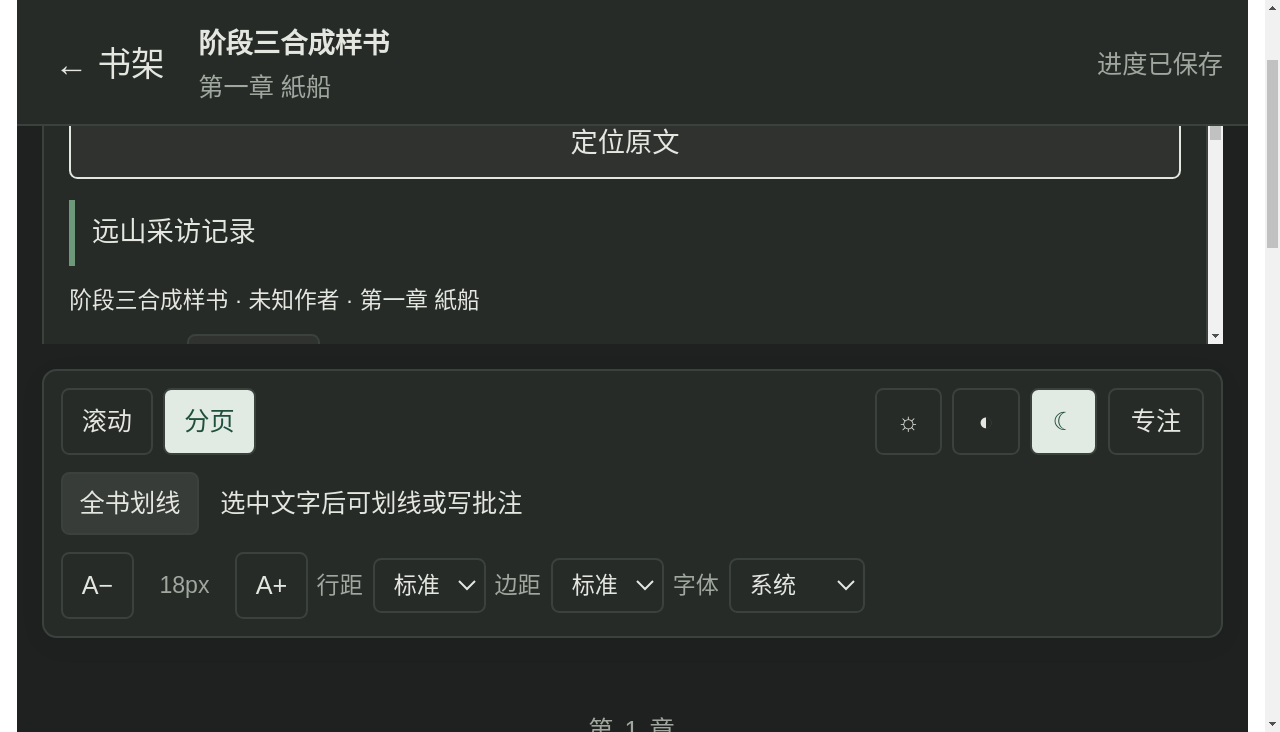 ← 书架
阶段三合成样书
第一章 紙船
进度已保存
定位原文
远山采访记录
阶段三合成样书 · 未知作者 · 第一章 紙船
滚动 分页 专注
全书划线 选中文字后可划线或写批注
A− 18px A+ 行距 标准 边距 标准 字体 系统
第 1 章